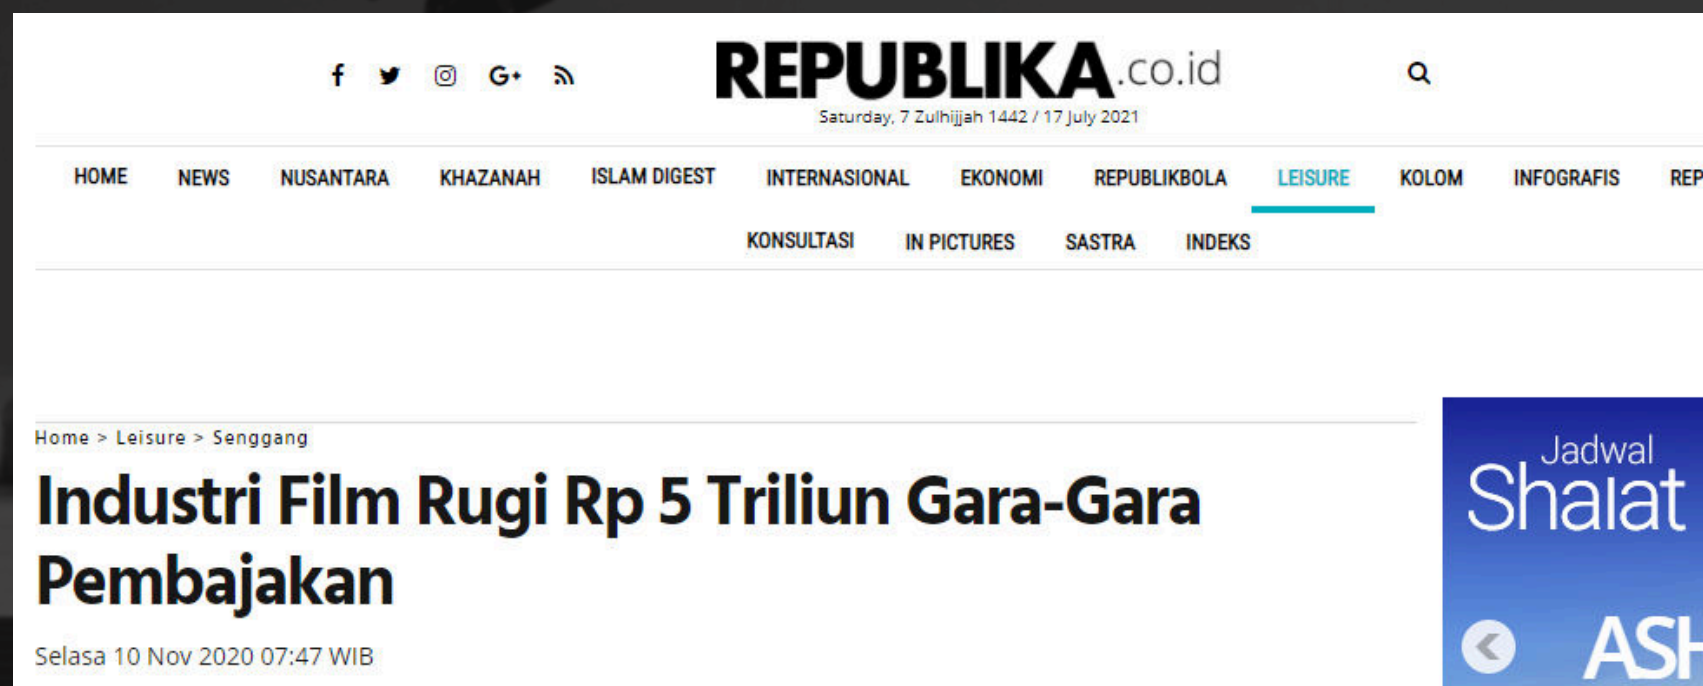 REPUBLIKA.co.id
Saturday, 7 Zulhijjah 1442 / 17 July 2021
HOME NEWS NUSANTARA KHAZANAH ISLAM DIGEST INTERNASIONAL EKONOMI REPUBLIKBOLA LEISURE KOLOM INFOGRAFIS REP
KONSULTASI IN PICTURES SASTRA INDEKS
Home > Leisure > Senggang
Industri Film Rugi Rp 5 Triliun Gara-Gara
Pembajakan
Selasa 10 Nov 2020 07:47 WIB
Jadwal
Shalat
ASH